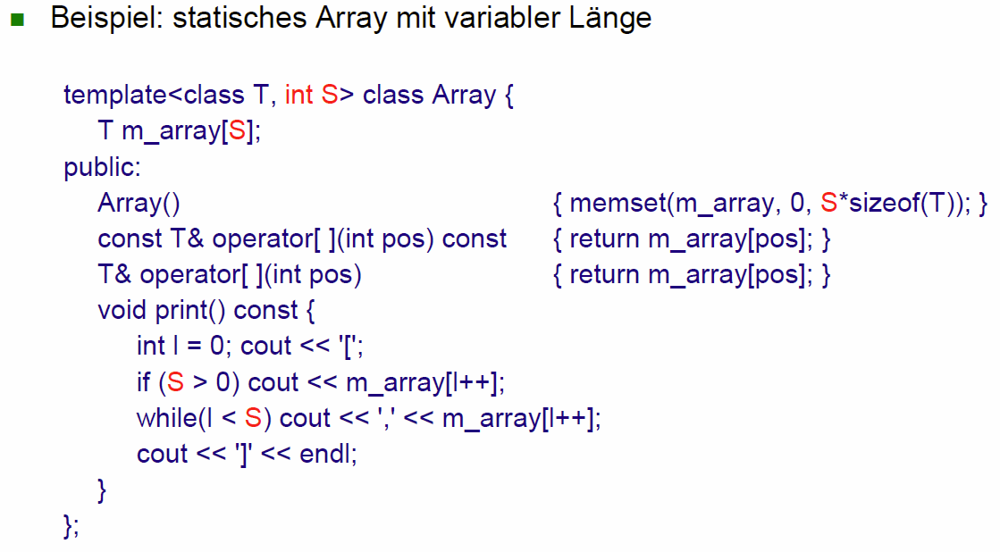 Beispiel: statisches Array mit variabler Länge
template<class T, int S> class Array {
T m_array[S];
public:
Array() { memset(m_array, 0, S*sizeof(T)); }
const T& operator[ ](int pos) const { return m_array[pos]; }
T& operator[ ](int pos) { return m_array[pos]; }
void print() const {
int l = 0; cout << '[';
if (S > 0) cout << m_array[l++];
while(l < S) cout << ',' << m_array[l++];
cout << ']' << endl;
}
};